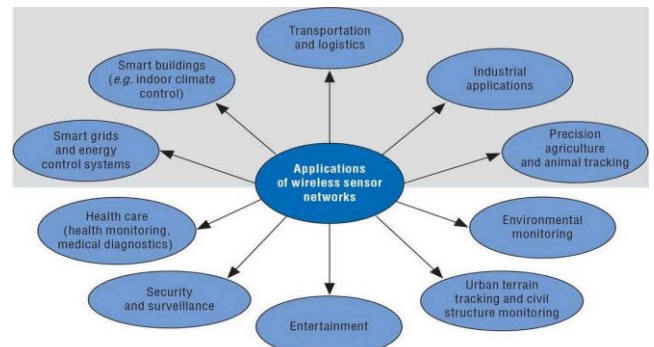 Transportation
and logistics
Smart buildings
(e.g. indoor climate
control)
Industrial
applications
Smart grids
and energy
control systems
Applications
of wireless sensor
networks
Precision
agriculture
and animal tracking
Health care
(health monitoring,
medical diagnostics)
Environmental
monitoring
Security
and surveillance
Entertainment
Urban terrain
tracking and civil
structure monitoring